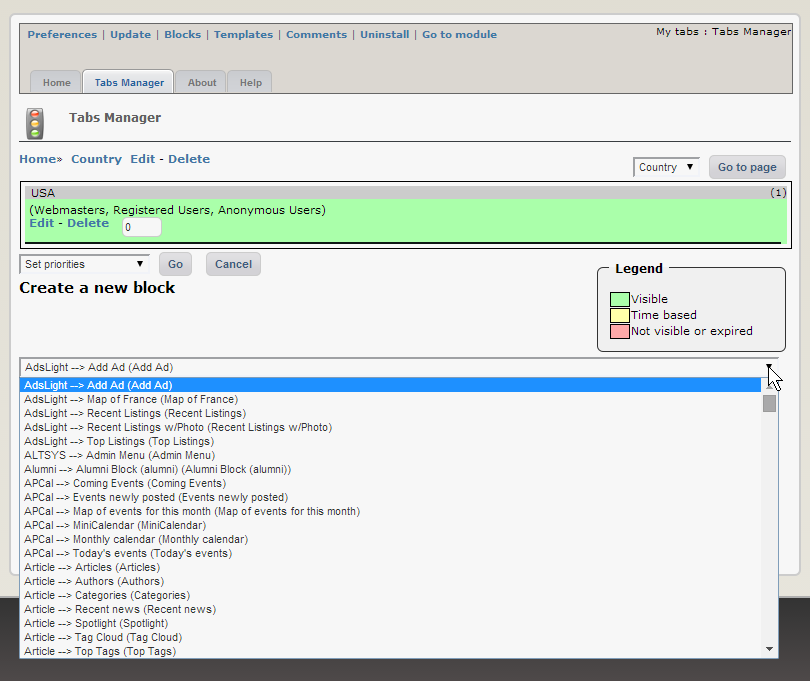 Preferences | Update | Blocks | Templates | Comments | Uninstall | Go to module
My tabs : Tabs Manager
Home Tabs Manager About Help
Tabs Manager
Home» Country Edit - Delete
Country Go to page
USA (1)
(Webmasters, Registered Users, Anonymous Users)
Edit - Delete 0
Set priorities Go Cancel
Create a new block
Legend
Visible
Time based
Not visible or expired
AdsLight --> Add Ad (Add Ad)
AdsLight --> Add Ad (Add Ad)
AdsLight --> Map of France (Map of France)
AdsLight --> Recent Listings (Recent Listings)
AdsLight --> Recent Listings w/Photo (Recent Listings w/Photo)
AdsLight --> Top Listings (Top Listings)
ALTSYS --> Admin Menu (Admin Menu)
Alumni --> Alumni Block (alumni) (Alumni Block (alumni))
APCal --> Coming Events (Coming Events)
APCal --> Events newly posted (Events newly posted)
APCal --> Map of events for this month (Map of events for this month)
APCal --> MiniCalendar (MiniCalendar)
APCal --> Monthly calendar (Monthly calendar)
APCal --> Today's events (Today's events)
Article --> Articles (Articles)
Article --> Authors (Authors)
Article --> Categories (Categories)
Article --> Recent news (Recent news)
Article --> Spotlight (Spotlight)
Article --> Tag Cloud (Tag Cloud)
Article --> Top Tags (Top Tags)